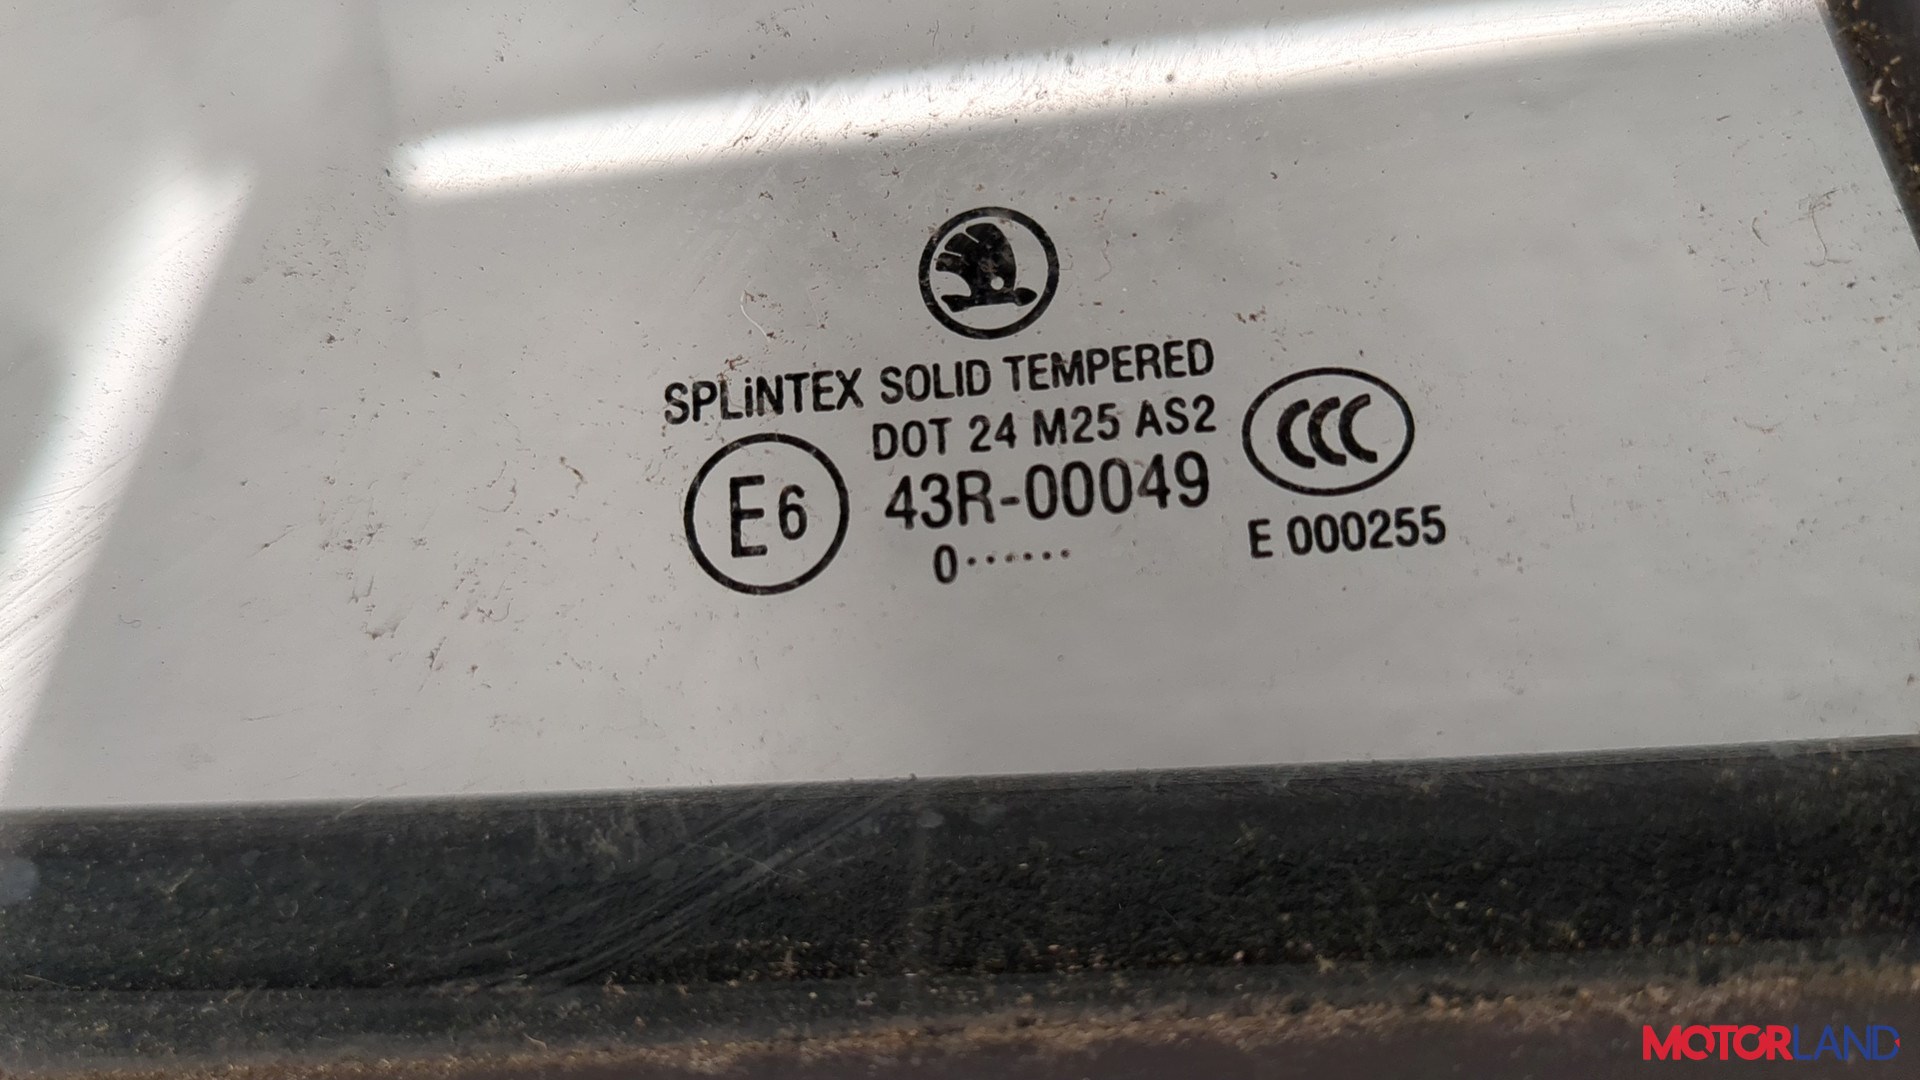 SPLiNTEX SOLID TEMPERED
DOT 24 M25 AS2
CCC
E6
43R-00049
0······
E 000255
MOTORLAND